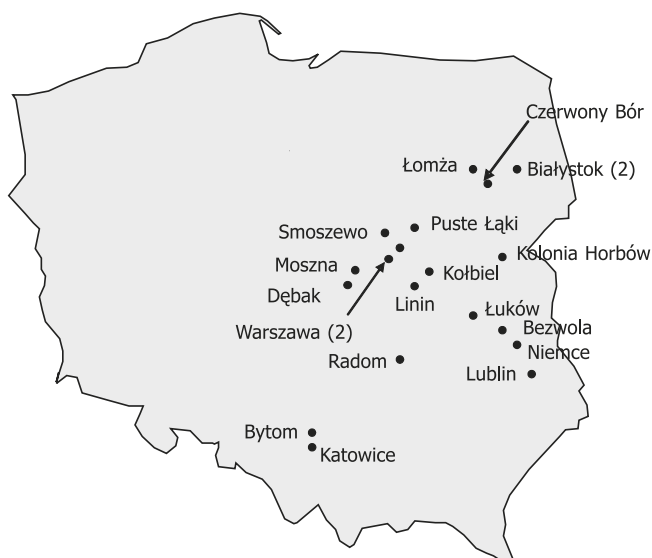 Czerwony Bór
Łomża
Białystok (2)
Puste Łąki
Smoszewo
Kolonia Horbów
Moszna
Kołbiel
Dębak
Linin
Łuków
Warszawa (2)
Bezwola
Niemce
Radom
Lublin
Bytom
Katowice